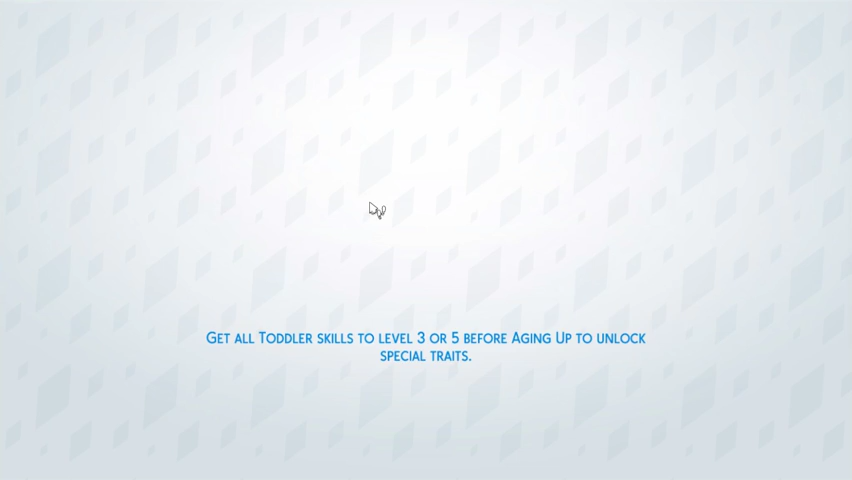 Get all Toddler skills to level 3 or 5 before Aging Up to unlock
special traits.